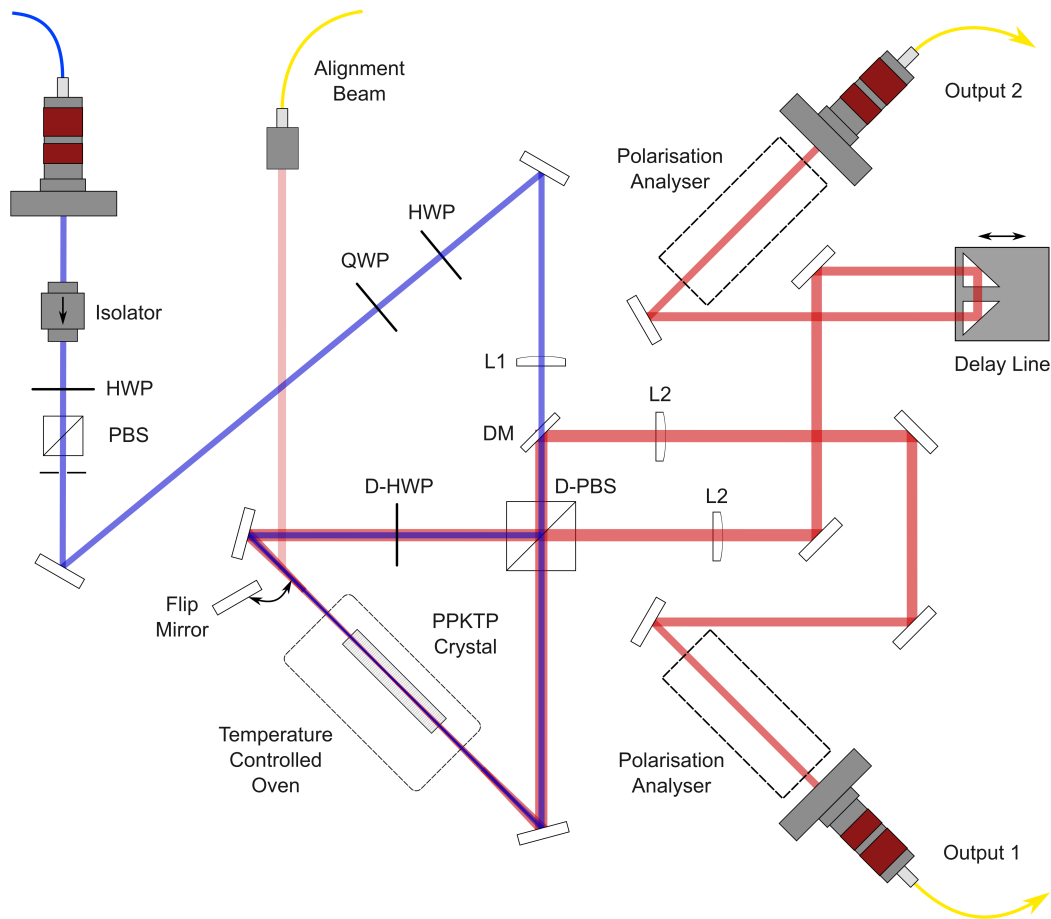 Alignment
Beam
Output 2
Polarisation
Analyser
HWP
QWP
Isolator
L1
Delay Line
HWP
L2
PBS
DM
D-HWP
D-PBS
L2
Flip
Mirror
PPKTP
Crystal
Temperature
Controlled
Oven
Polarisation
Analyser
Output 1